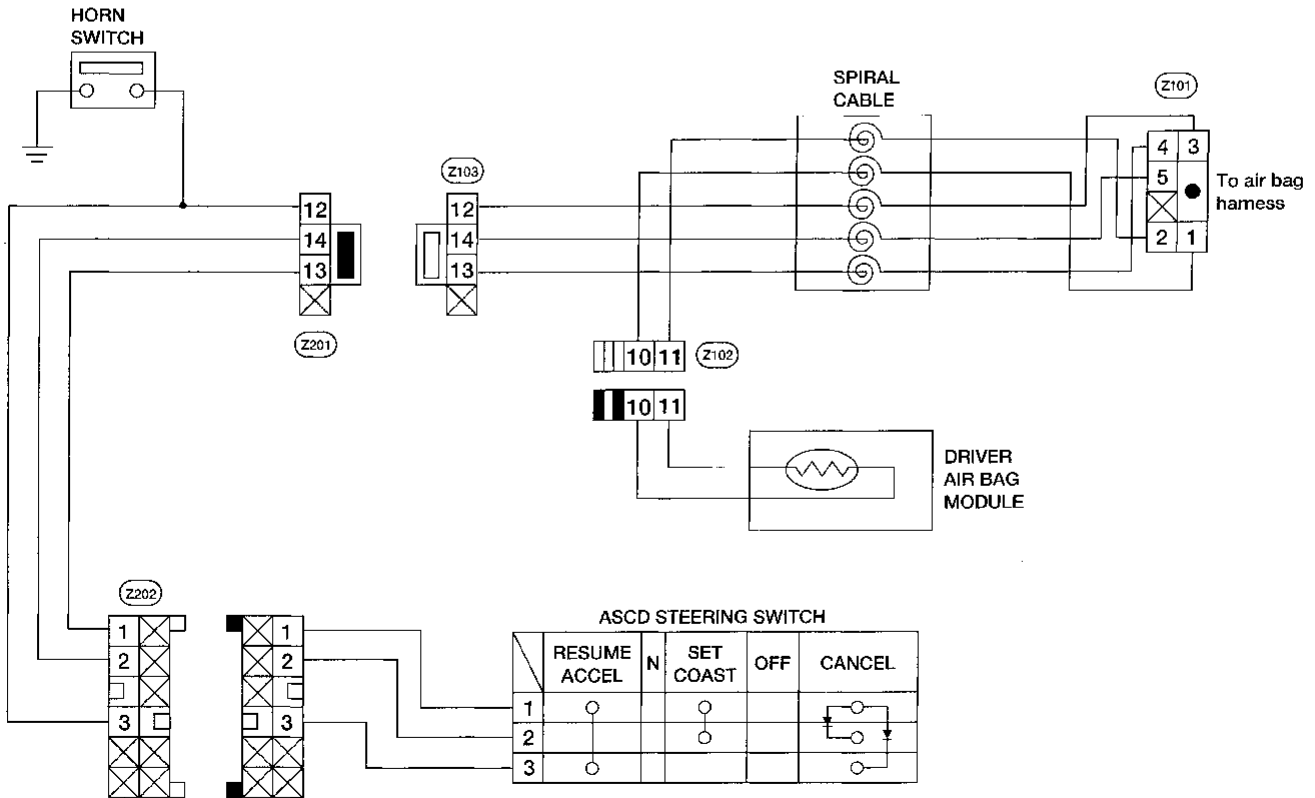 HORN
SWITCH
SPIRAL
CABLE
Z101
4 3
5
2 1
To air bag
harness
Z103
12
14
13
12
14
13
Z201
10 11
Z102
10 11
DRIVER
AIR BAG
MODULE
Z202
1
2
3
1
2
3
ASCD STEERING SWITCH
RESUME
ACCEL
N
SET
COAST
OFF
CANCEL
1
2
3